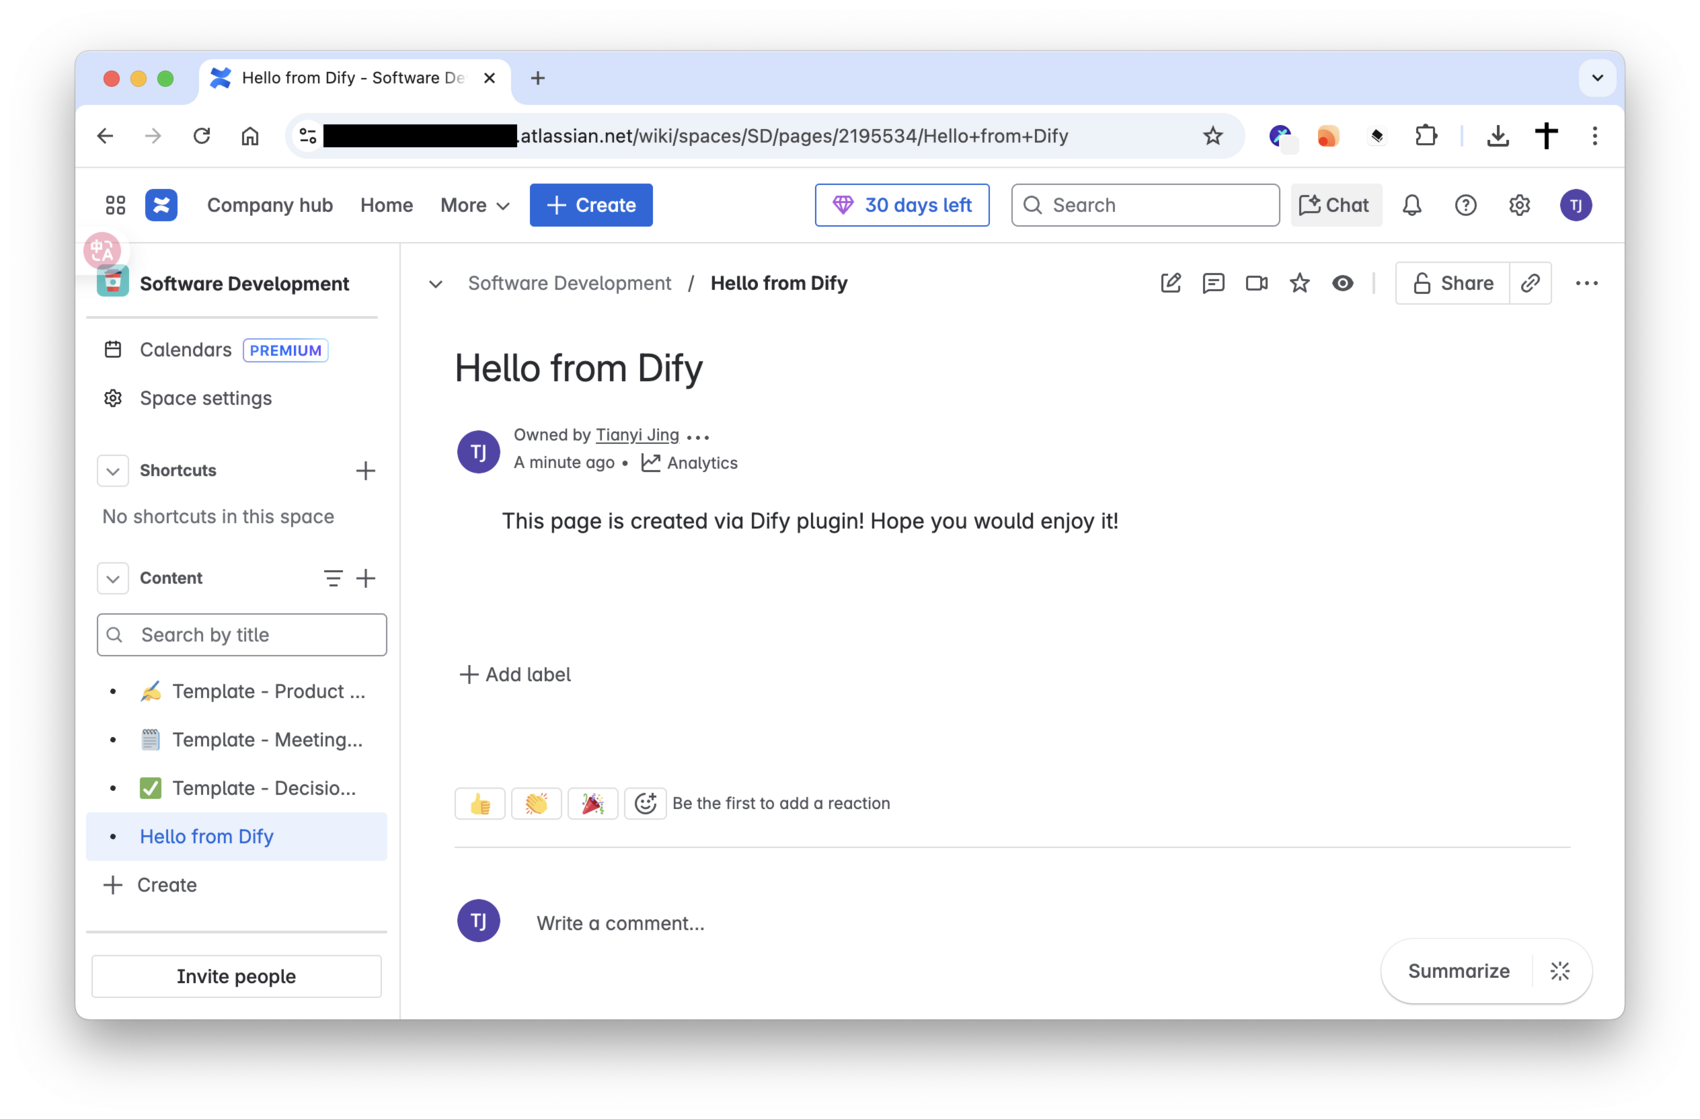 Hello from Dify - Software De
.atlassian.net/wiki/spaces/SD/pages/2195534/Hello+from+Dify
Company hub Home More + Create 30 days left Search Chat TJ
中 A
Software Development
Calendars PREMIUM
Space settings
Shortcuts
No shortcuts in this space
Content
Search by title
Template - Product ...
Template - Meeting...
Template - Decisio...
Hello from Dify
+ Create
Invite people
Software Development / Hello from Dify
Share
Hello from Dify
TJ
Owned by Tianyi Jing
A minute ago • Analytics
This page is created via Dify plugin! Hope you would enjoy it!
+ Add label
Be the first to add a reaction
TJ
Write a comment...
Summarize